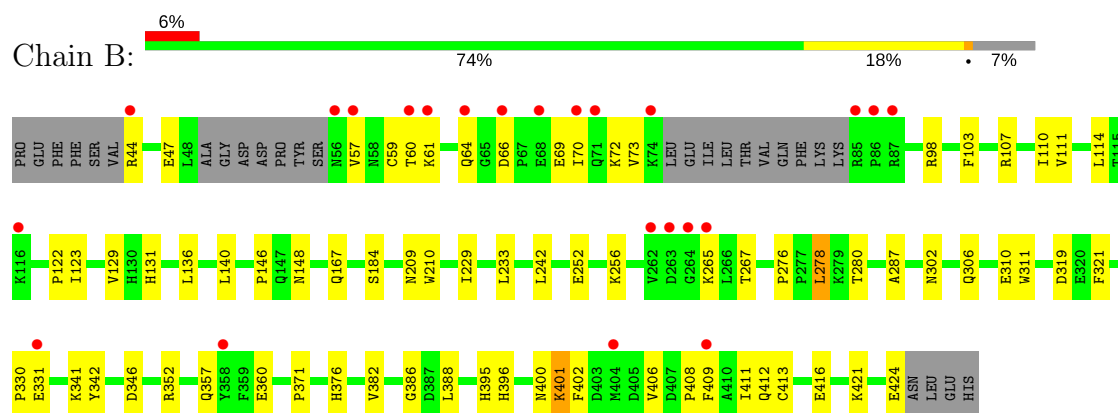 6%
Chain B:
74% 18% • 7%
PRO GLU PHE PHE SER VAL R44 E47 L48 ALA GLY ASP ASP PRO TYR SER N56 V57 N58 C59 T60 K61 Q64 G65 D66 P67 E68 E69 I70 Q71 K72 V73 K74 LEU GLU ILE LEU THR VAL GLN PHE LYS LYS R85 P86 R87 R98 F103 R107 I110 V111 L114 T115
K116 P122 I123 V129 H130 H131 L136 L140 P146 Q147 N148 Q167 S184 N209 W210 I229 L233 L242 E252 K256 V262 D263 G264 K265 L266 T267 P276 P277 L278 K279 T280 A287 N302 Q306 E310 W311 D319 E320 F321
P330 E331 K341 Y342 D346 R352 Q357 Y358 F359 E360 P371 H376 V382 G386 D387 L388 H395 H396 N400 K401 F402 D403 M404 D405 V406 D407 P408 F409 A410 I411 Q412 C413 E416 K421 E424 ASN LEU GLU HIS